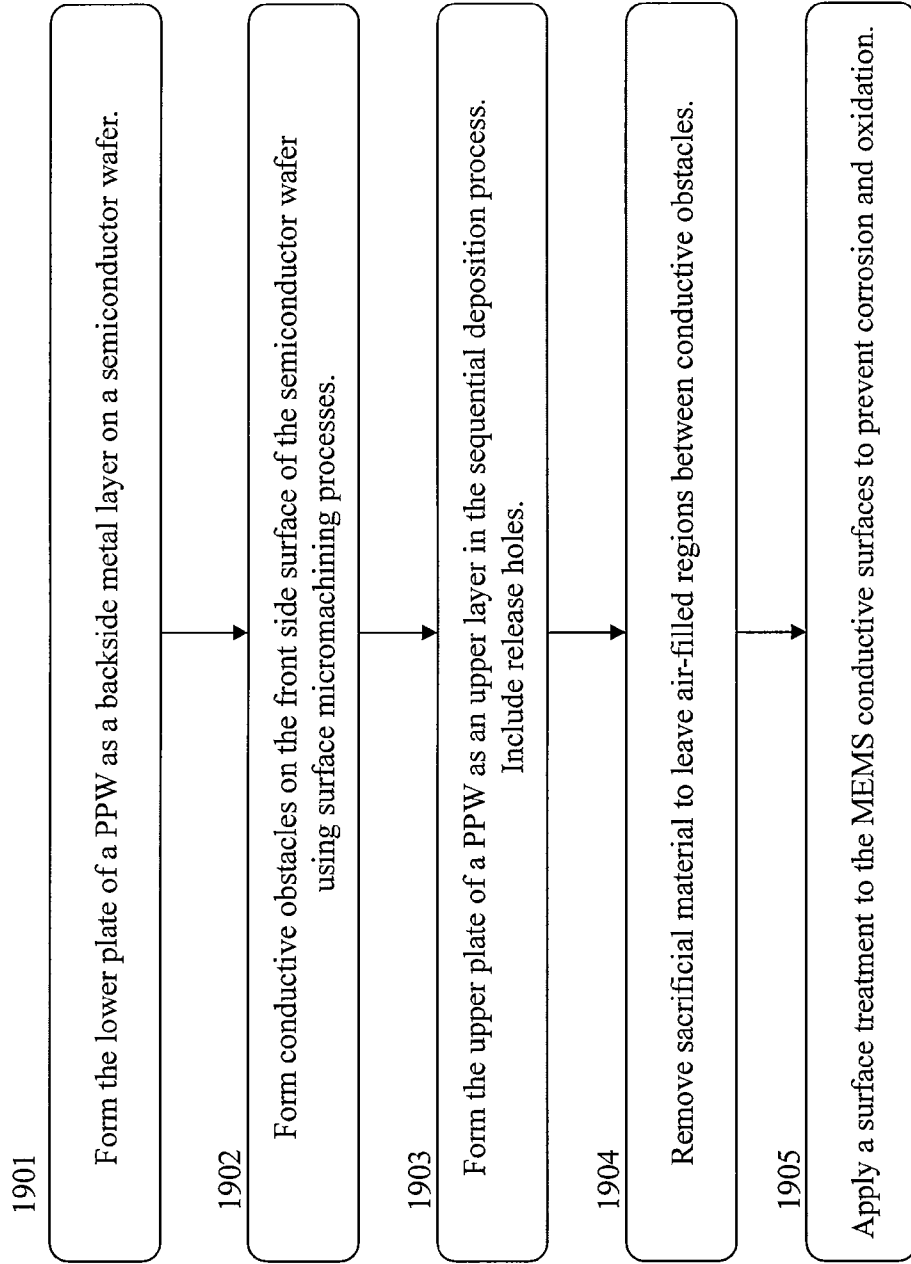 1901
Form the lower plate of a PPW as a backside metal layer on a semiconductor wafer.
1902
Form conductive obstacles on the front side surface of the semiconductor wafer
using surface micromachining processes.
1903
Form the upper plate of a PPW as an upper layer in the sequential deposition process.
Include release holes.
1904
Remove sacrificial material to leave air-filled regions between conductive obstacles.
1905
Apply a surface treatment to the MEMS conductive surfaces to prevent corrosion and oxidation.